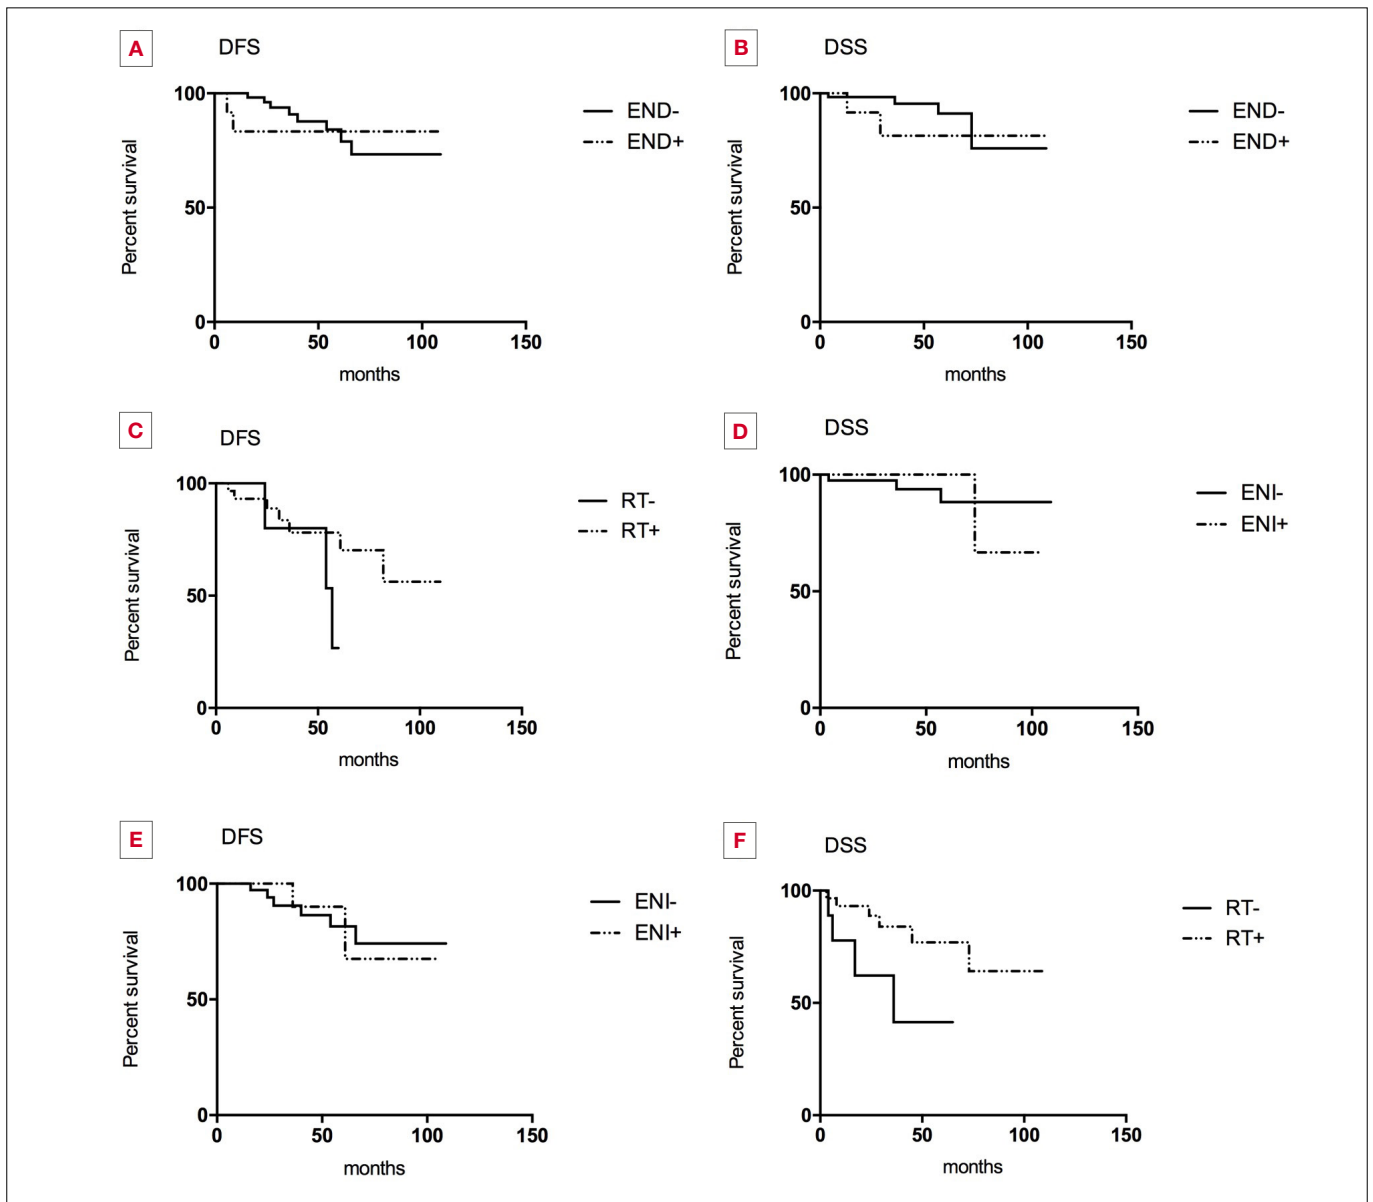 A DFS
100
50
0
0 50 100 150
Percent survival
months
END-
END+
B DSS
100
50
0
0 50 100 150
Percent survival
months
END-
END+
C DFS
100
50
0
0 50 100 150
Percent survival
months
RT-
RT+
D DSS
100
50
0
0 50 100 150
Percent survival
months
ENI-
ENI+
E DFS
100
50
0
0 50 100 150
Percent survival
months
ENI-
ENI+
F DSS
100
50
0
0 50 100 150
Percent survival
months
RT-
RT+